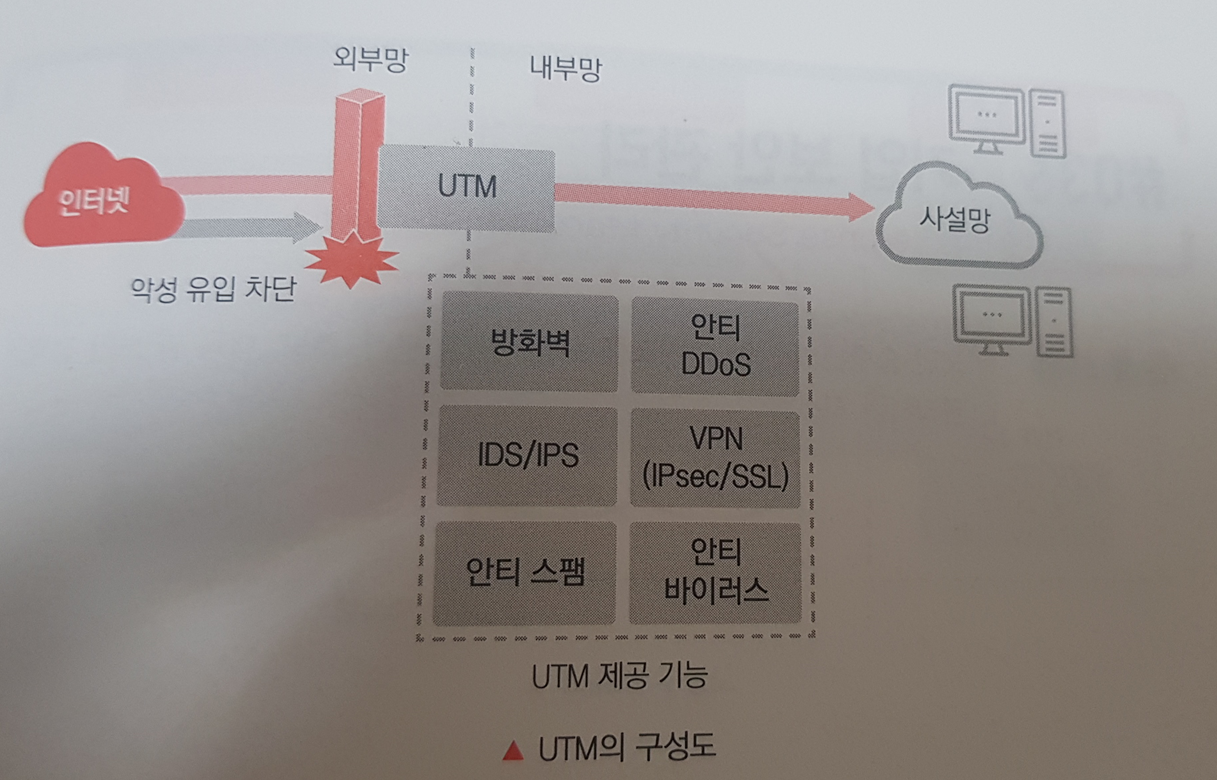 외부망
내부망
인터넷
UTM
사설망
악성 유입 차단
방화벽
안티
DDoS
IDS/IPS
VPN
(IPsec/SSL)
안티 스팸
안티
바이러스
UTM 제공 기능
▲ UTM의 구성도